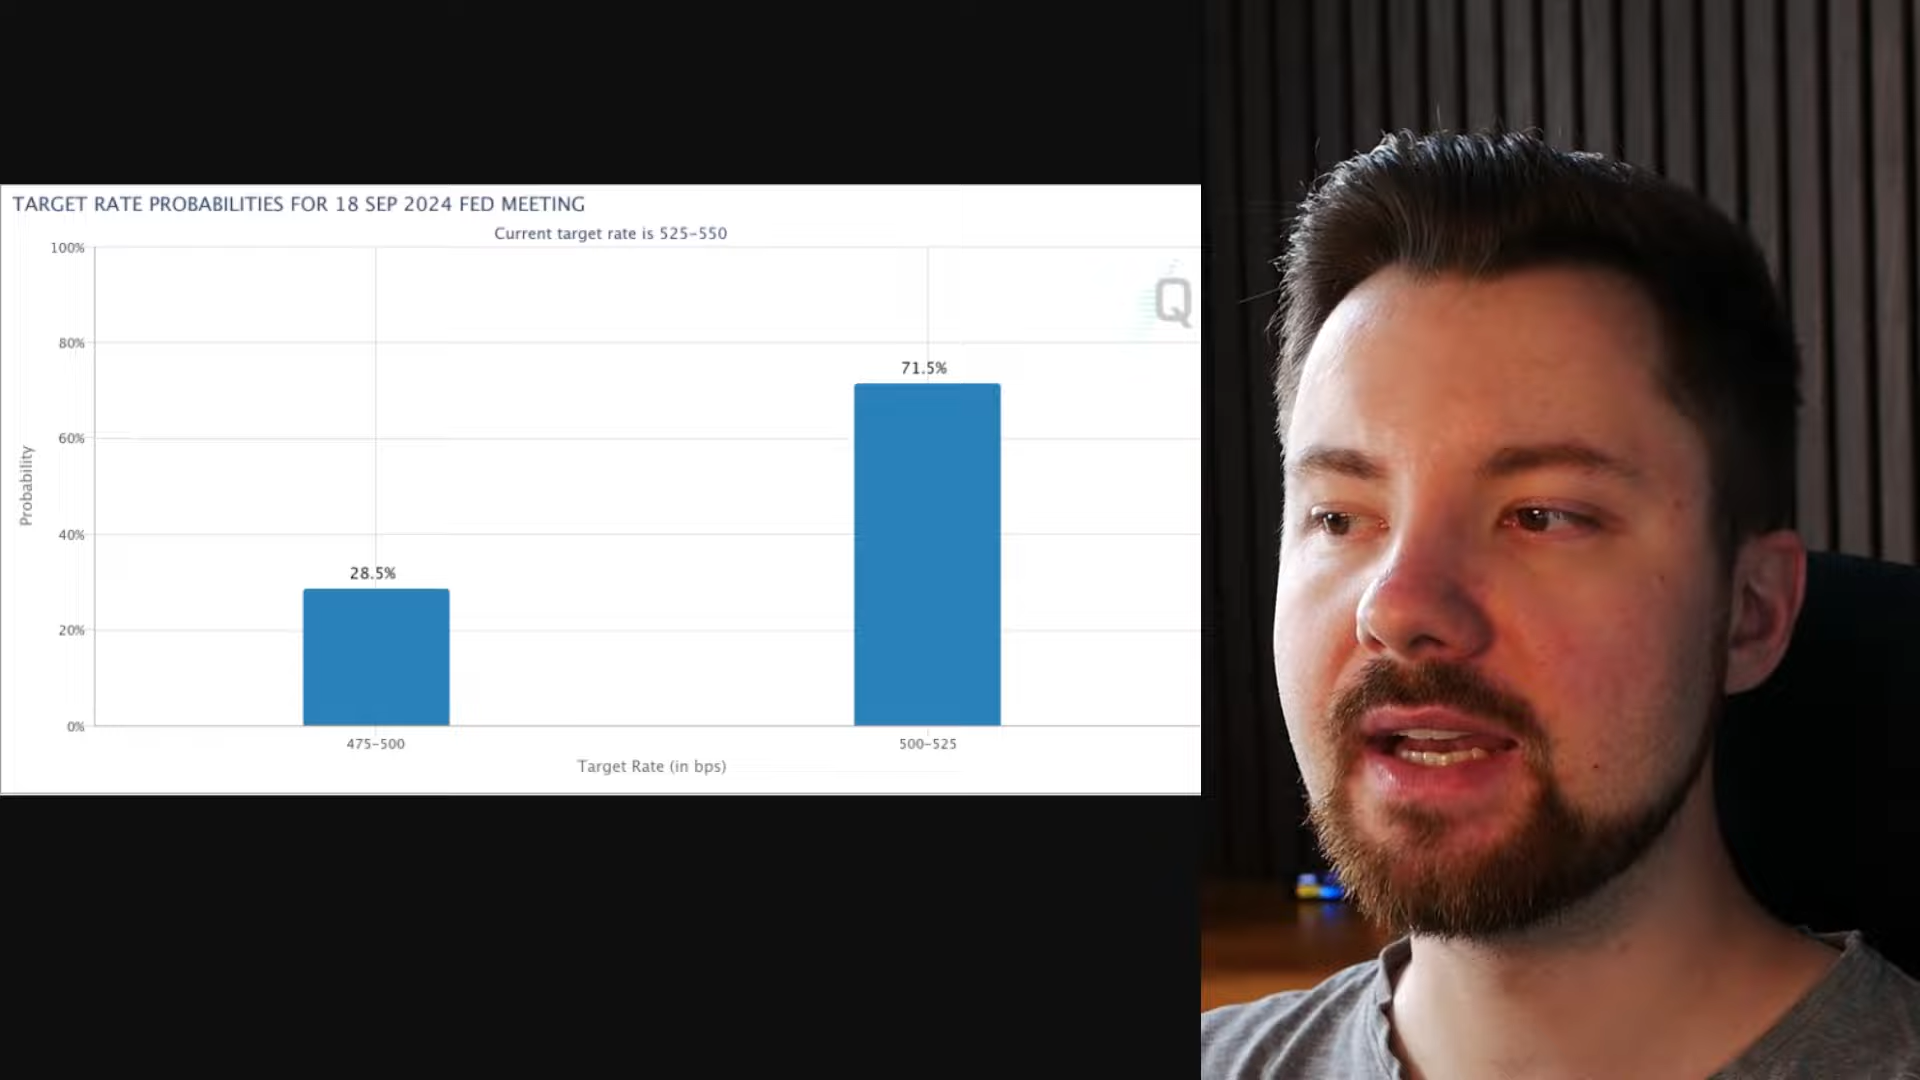 TARGET RATE PROBABILITIES FOR 18 SEP 2024 FED MEETING
Current target rate is 525-550
100%
Q
80%
71.5%
60%
Probability
40%
28.5%
20%
0%
475-500
500-525
Target Rate (in bps)